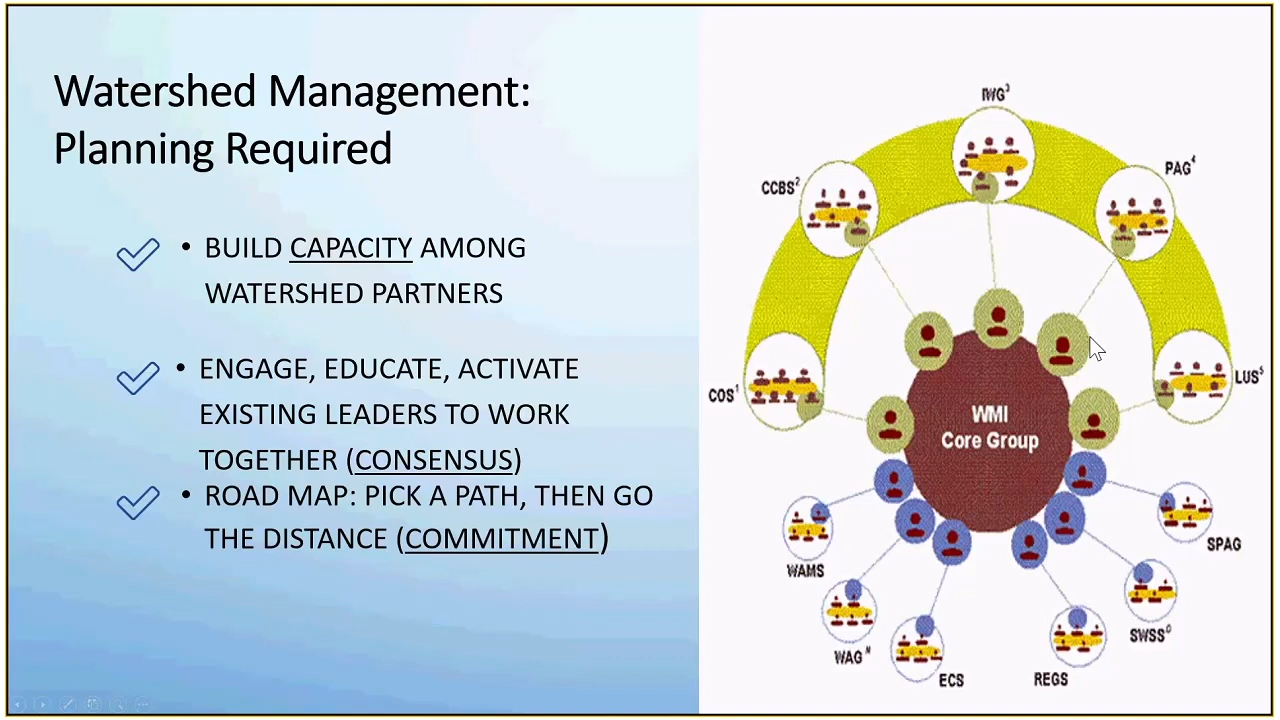 Watershed Management:
Planning Required
• BUILD CAPACITY AMONG
WATERSHED PARTNERS
• ENGAGE, EDUCATE, ACTIVATE
EXISTING LEADERS TO WORK
TOGETHER (CONSENSUS)
• ROAD MAP: PICK A PATH, THEN GO
THE DISTANCE (COMMITMENT)
IWG³
CCBS²
PAG⁴
COS¹
LUS⁵
WMI
Core Group
WAMS
SPAG
WAG
SWSS
ECS
REGS